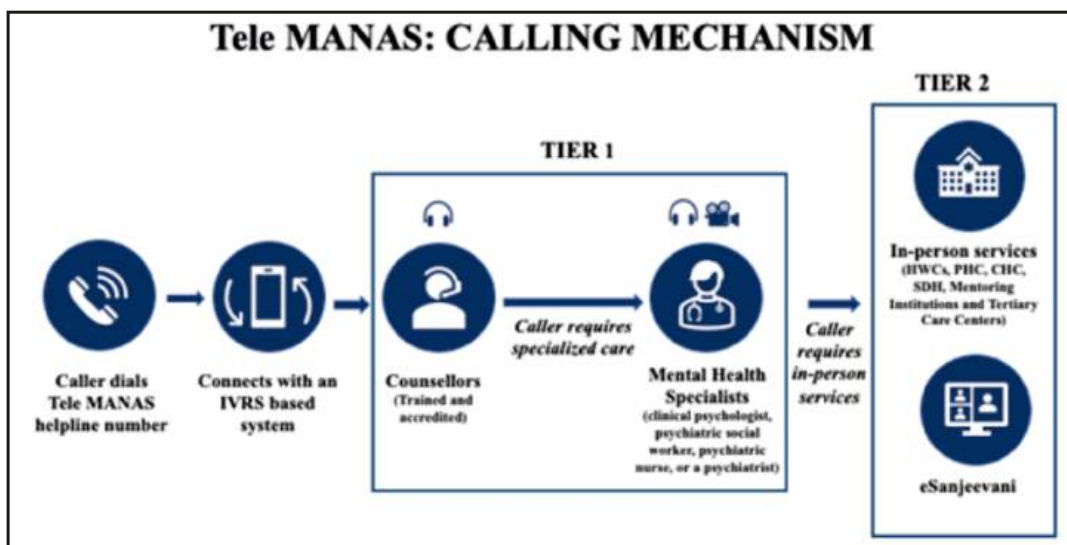 Tele MANAS: CALLING MECHANISM
TIER 1
TIER 2
Caller dials
Tele MANAS
helpline number
Connects with an
IVRS based
system
Counsellors
(Trained and
accredited)
Caller requires
specialized care
Mental Health
Specialists
(clinical psychologist,
psychiatric social
worker, psychiatric
nurse, or a psychiatrist)
Caller
requires
in-person
services
In-person services
(HWCs, PHC, CHC,
SDH, Mentoring
Institutions and Tertiary
Care Centers)
eSanjeevani